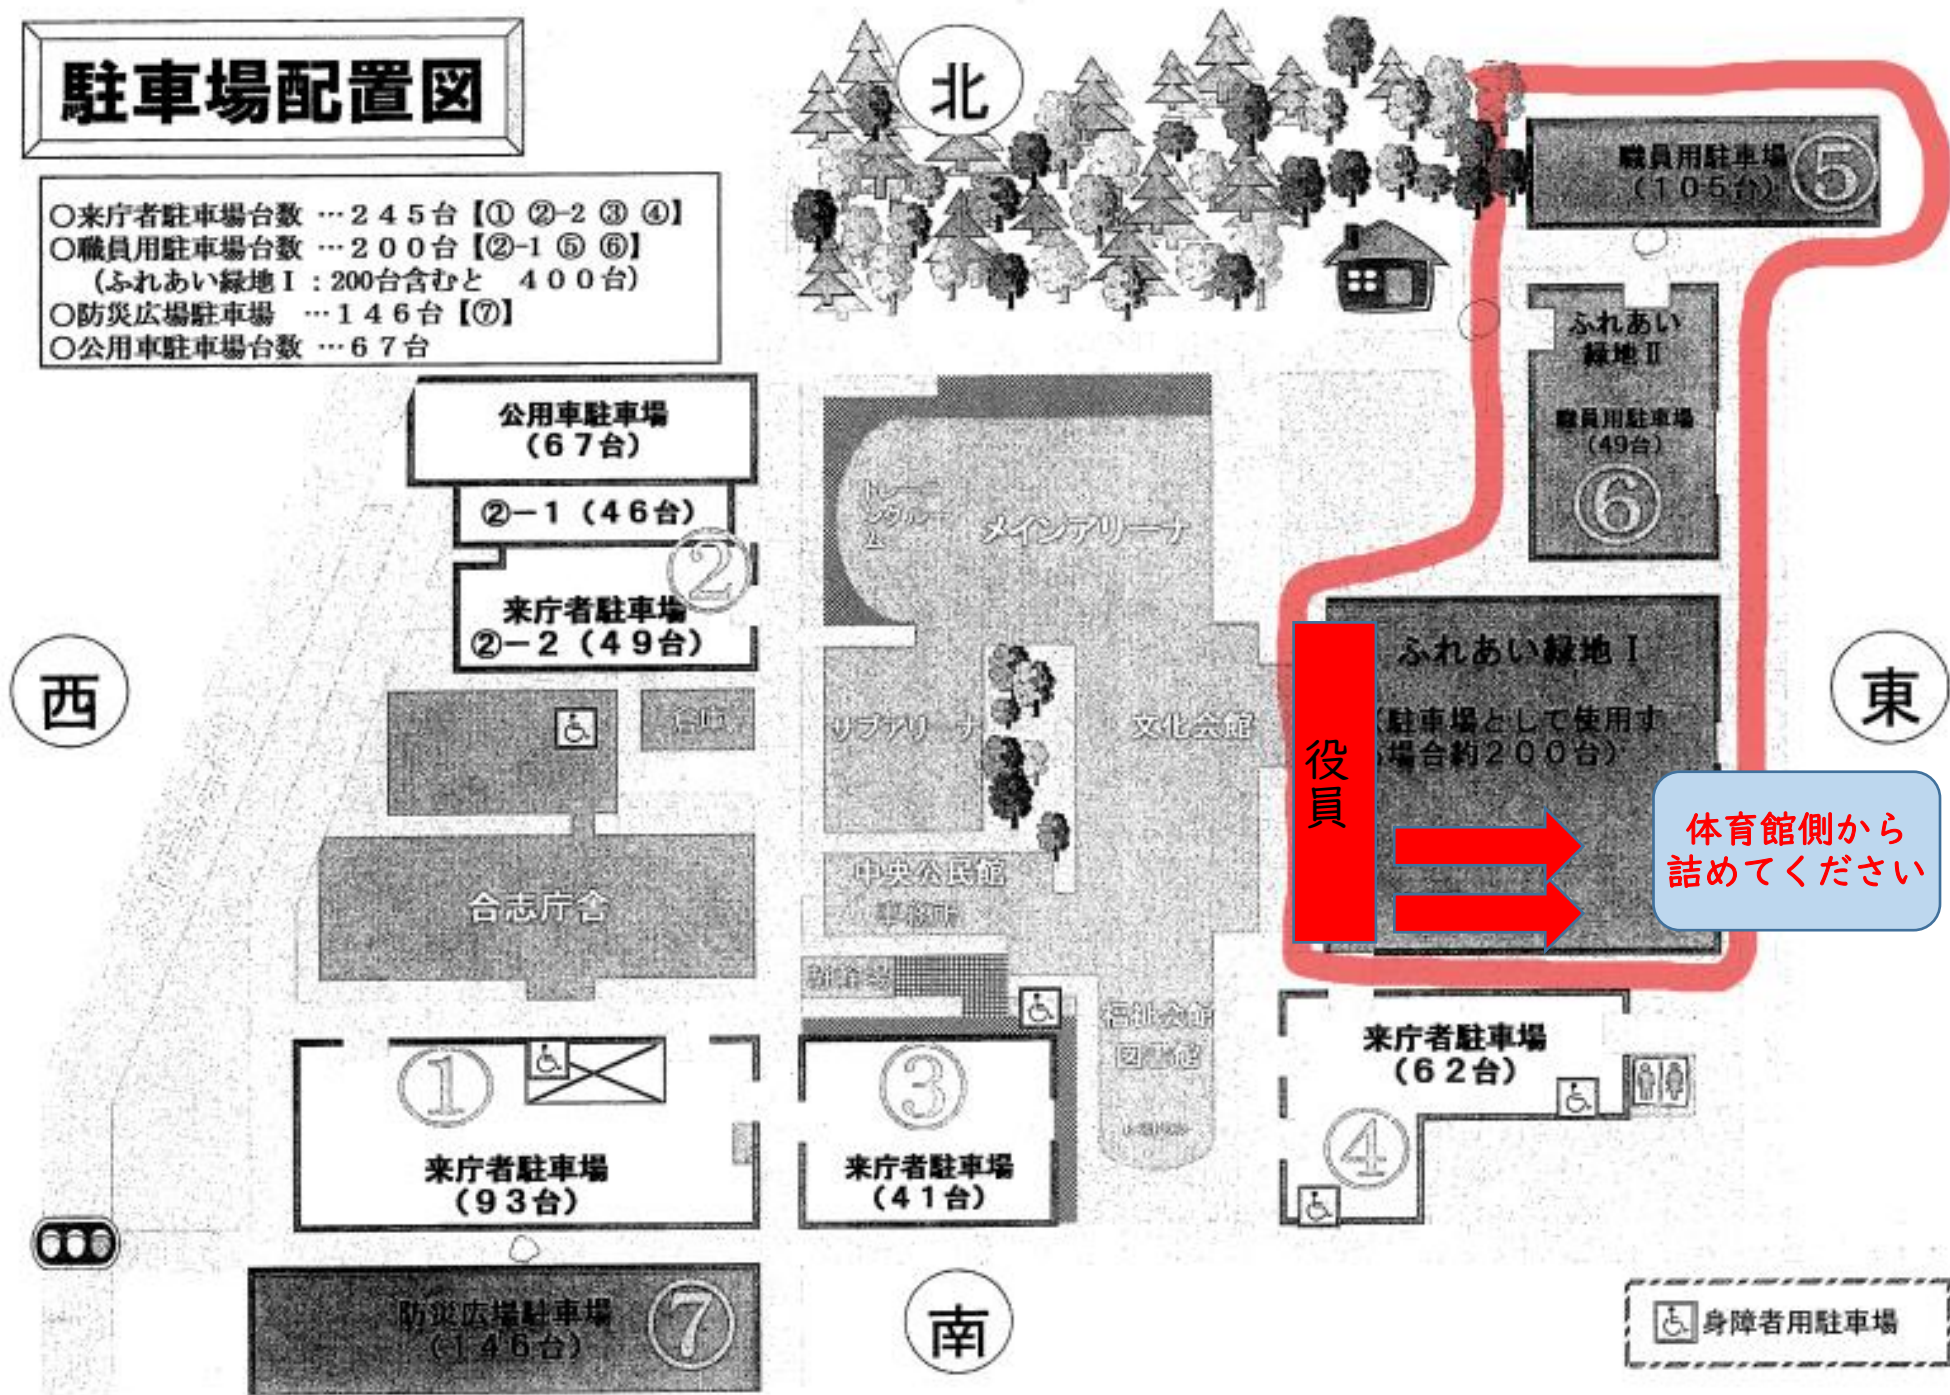 駐車場配置図
北
○来庁者駐車場台数 …２４５台【① ②-2 ③ ④】
○職員用駐車場台数 …２００台【②-1 ⑤ ⑥】
（ふれあい緑地Ⅰ：200台含むと　４００台）
○防災広場駐車場　…１４６台【⑦】
○公用車駐車場台数 …６７台
職員用駐車場
（１０５台）
⑤
ふれあい
緑地Ⅱ
職員用駐車場
（49台）
⑥
公用車駐車場
（６７台）
②－１（４６台）
②
来庁者駐車場
②－２（４９台）
メインアリーナ
西
サブアリーナ
文化会館
ふれあい緑地Ⅰ
（駐車場として使用す
場合約２００台）
役員
東
体育館側から
詰めてください
中央公民館
事務所
合志庁舎
福祉会館
図書館
①
来庁者駐車場
（９３台）
③
来庁者駐車場
（４１台）
来庁者駐車場
（６２台）
④
防災広場駐車場
（１４６台）
⑦
南
身障者用駐車場